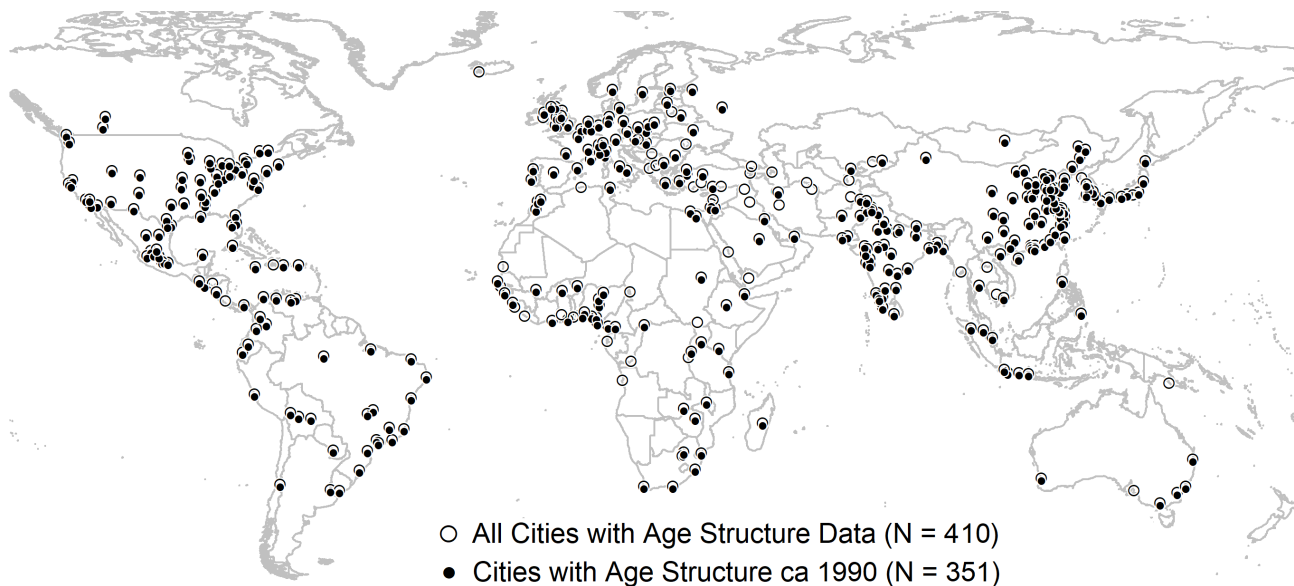 All Cities with Age Structure Data (N = 410)
Cities with Age Structure ca 1990 (N = 351)